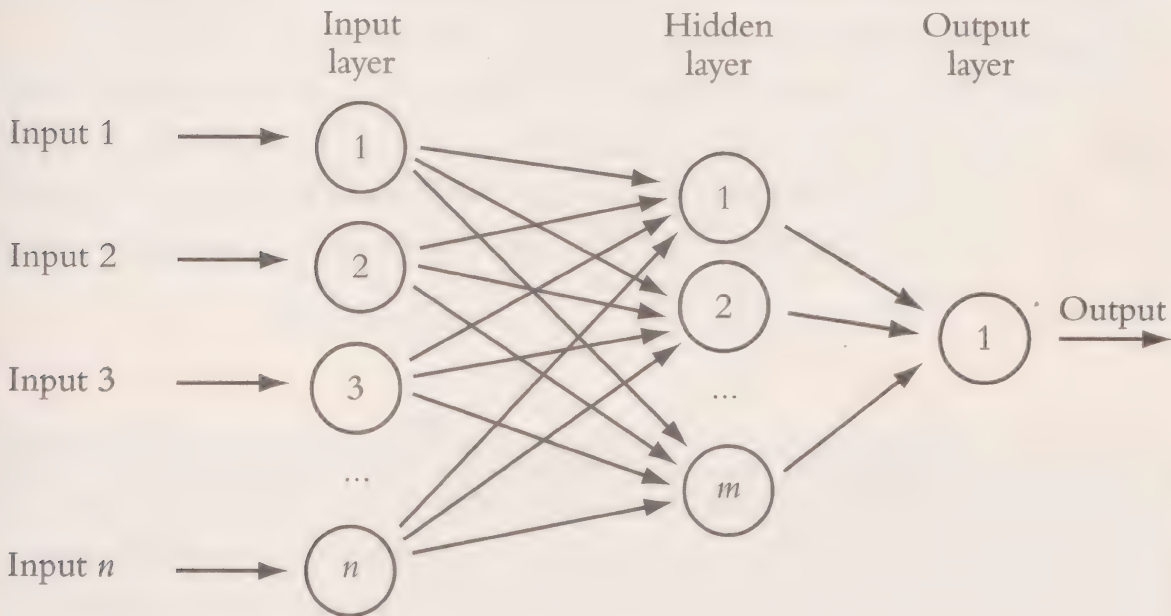 Input
layer
Hidden
layer
Output
layer
Input 1
1
1
Input 2
2
2
1
Output
Input 3
3
...
...
m
Input n
n